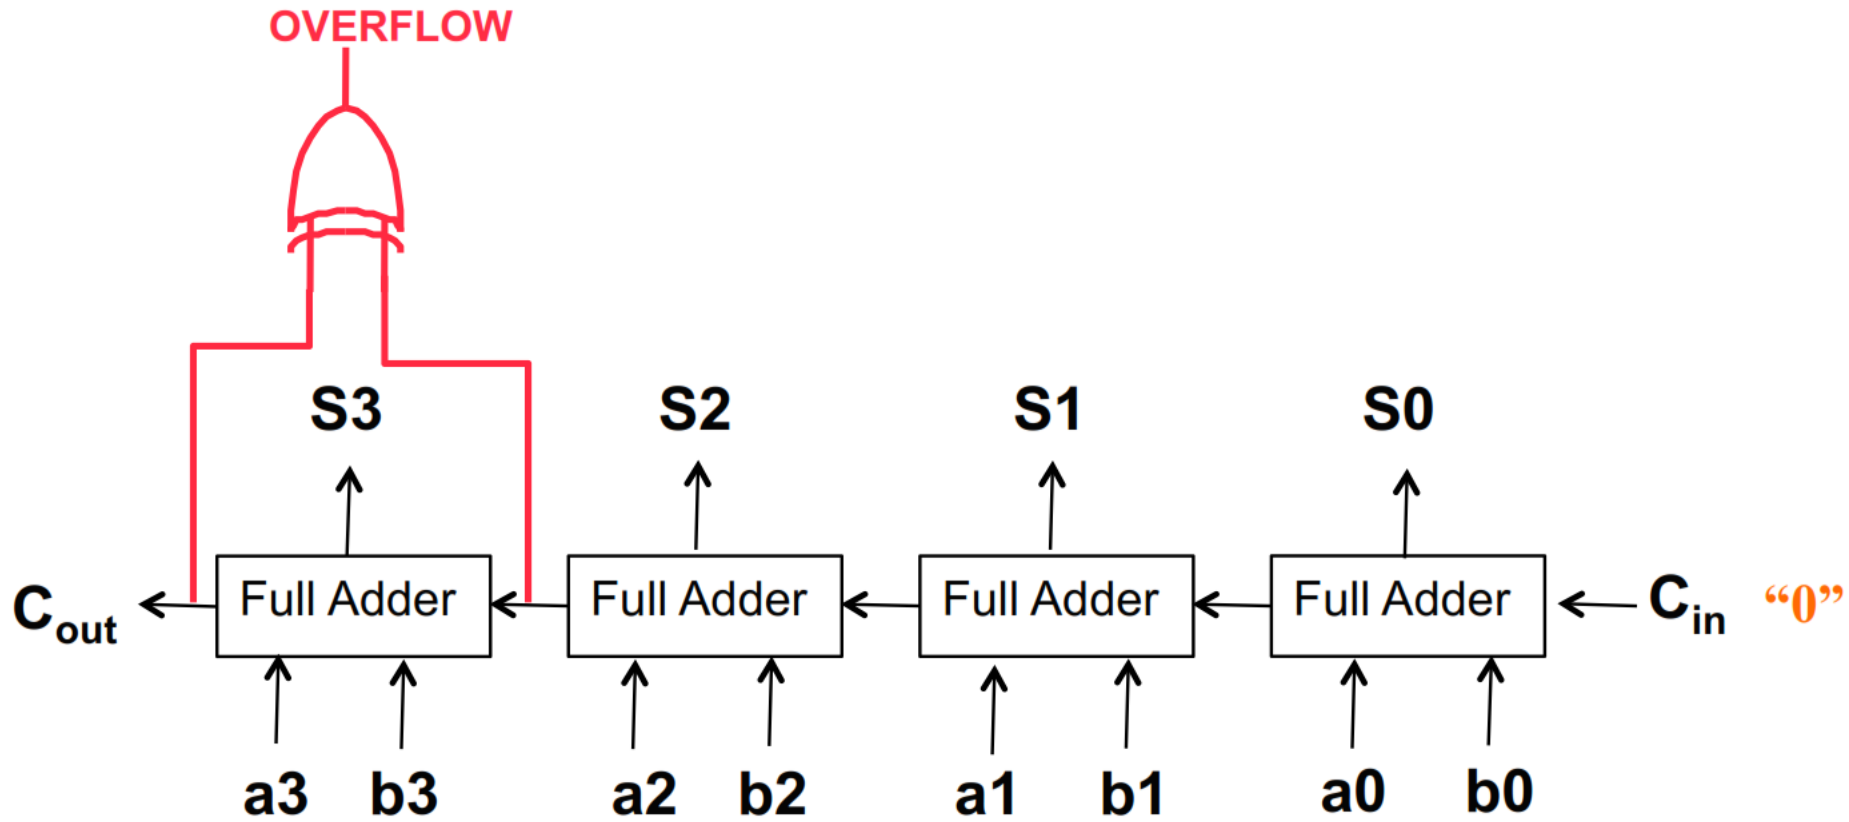 OVERFLOW
S3 S2 S1 S0
Cout Full Adder Full Adder Full Adder Full Adder Cin “0”
a3 b3 a2 b2 a1 b1 a0 b0